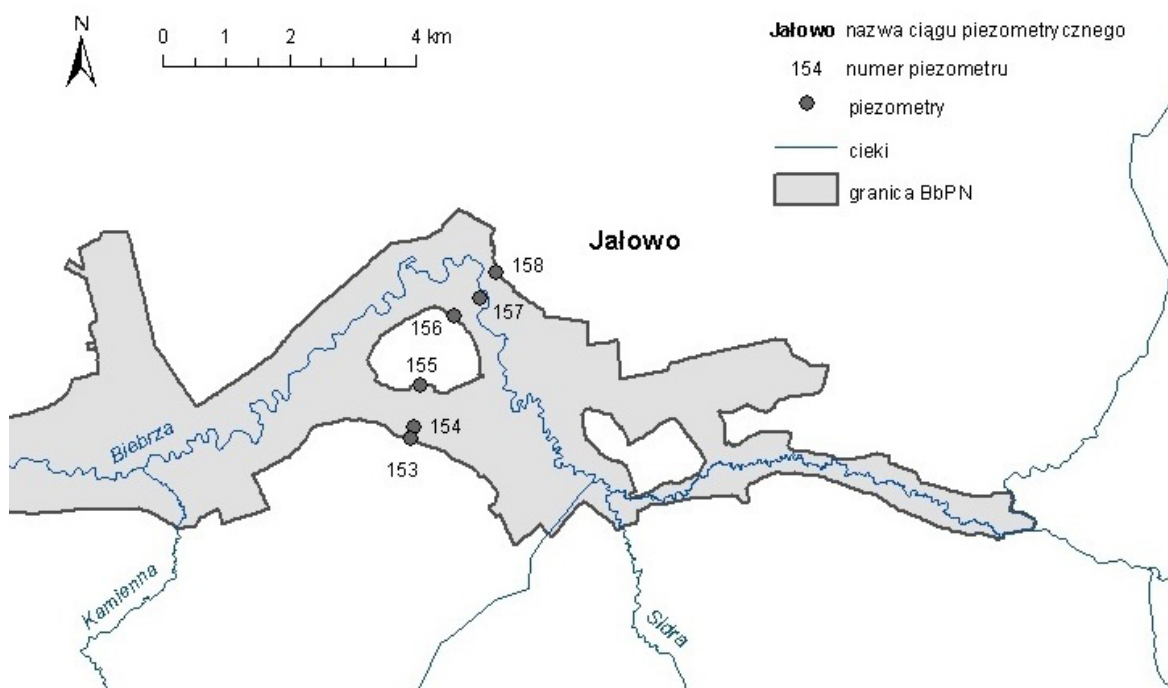 N
0 1 2 4 km
Jałowo nazwa ciągu piezometrycznego
154 numer piezometru
piezometry
cieki
granica BbPN
Jałowo
158
157
156
155
154
153
Biebrza
Kamienna
Sidra